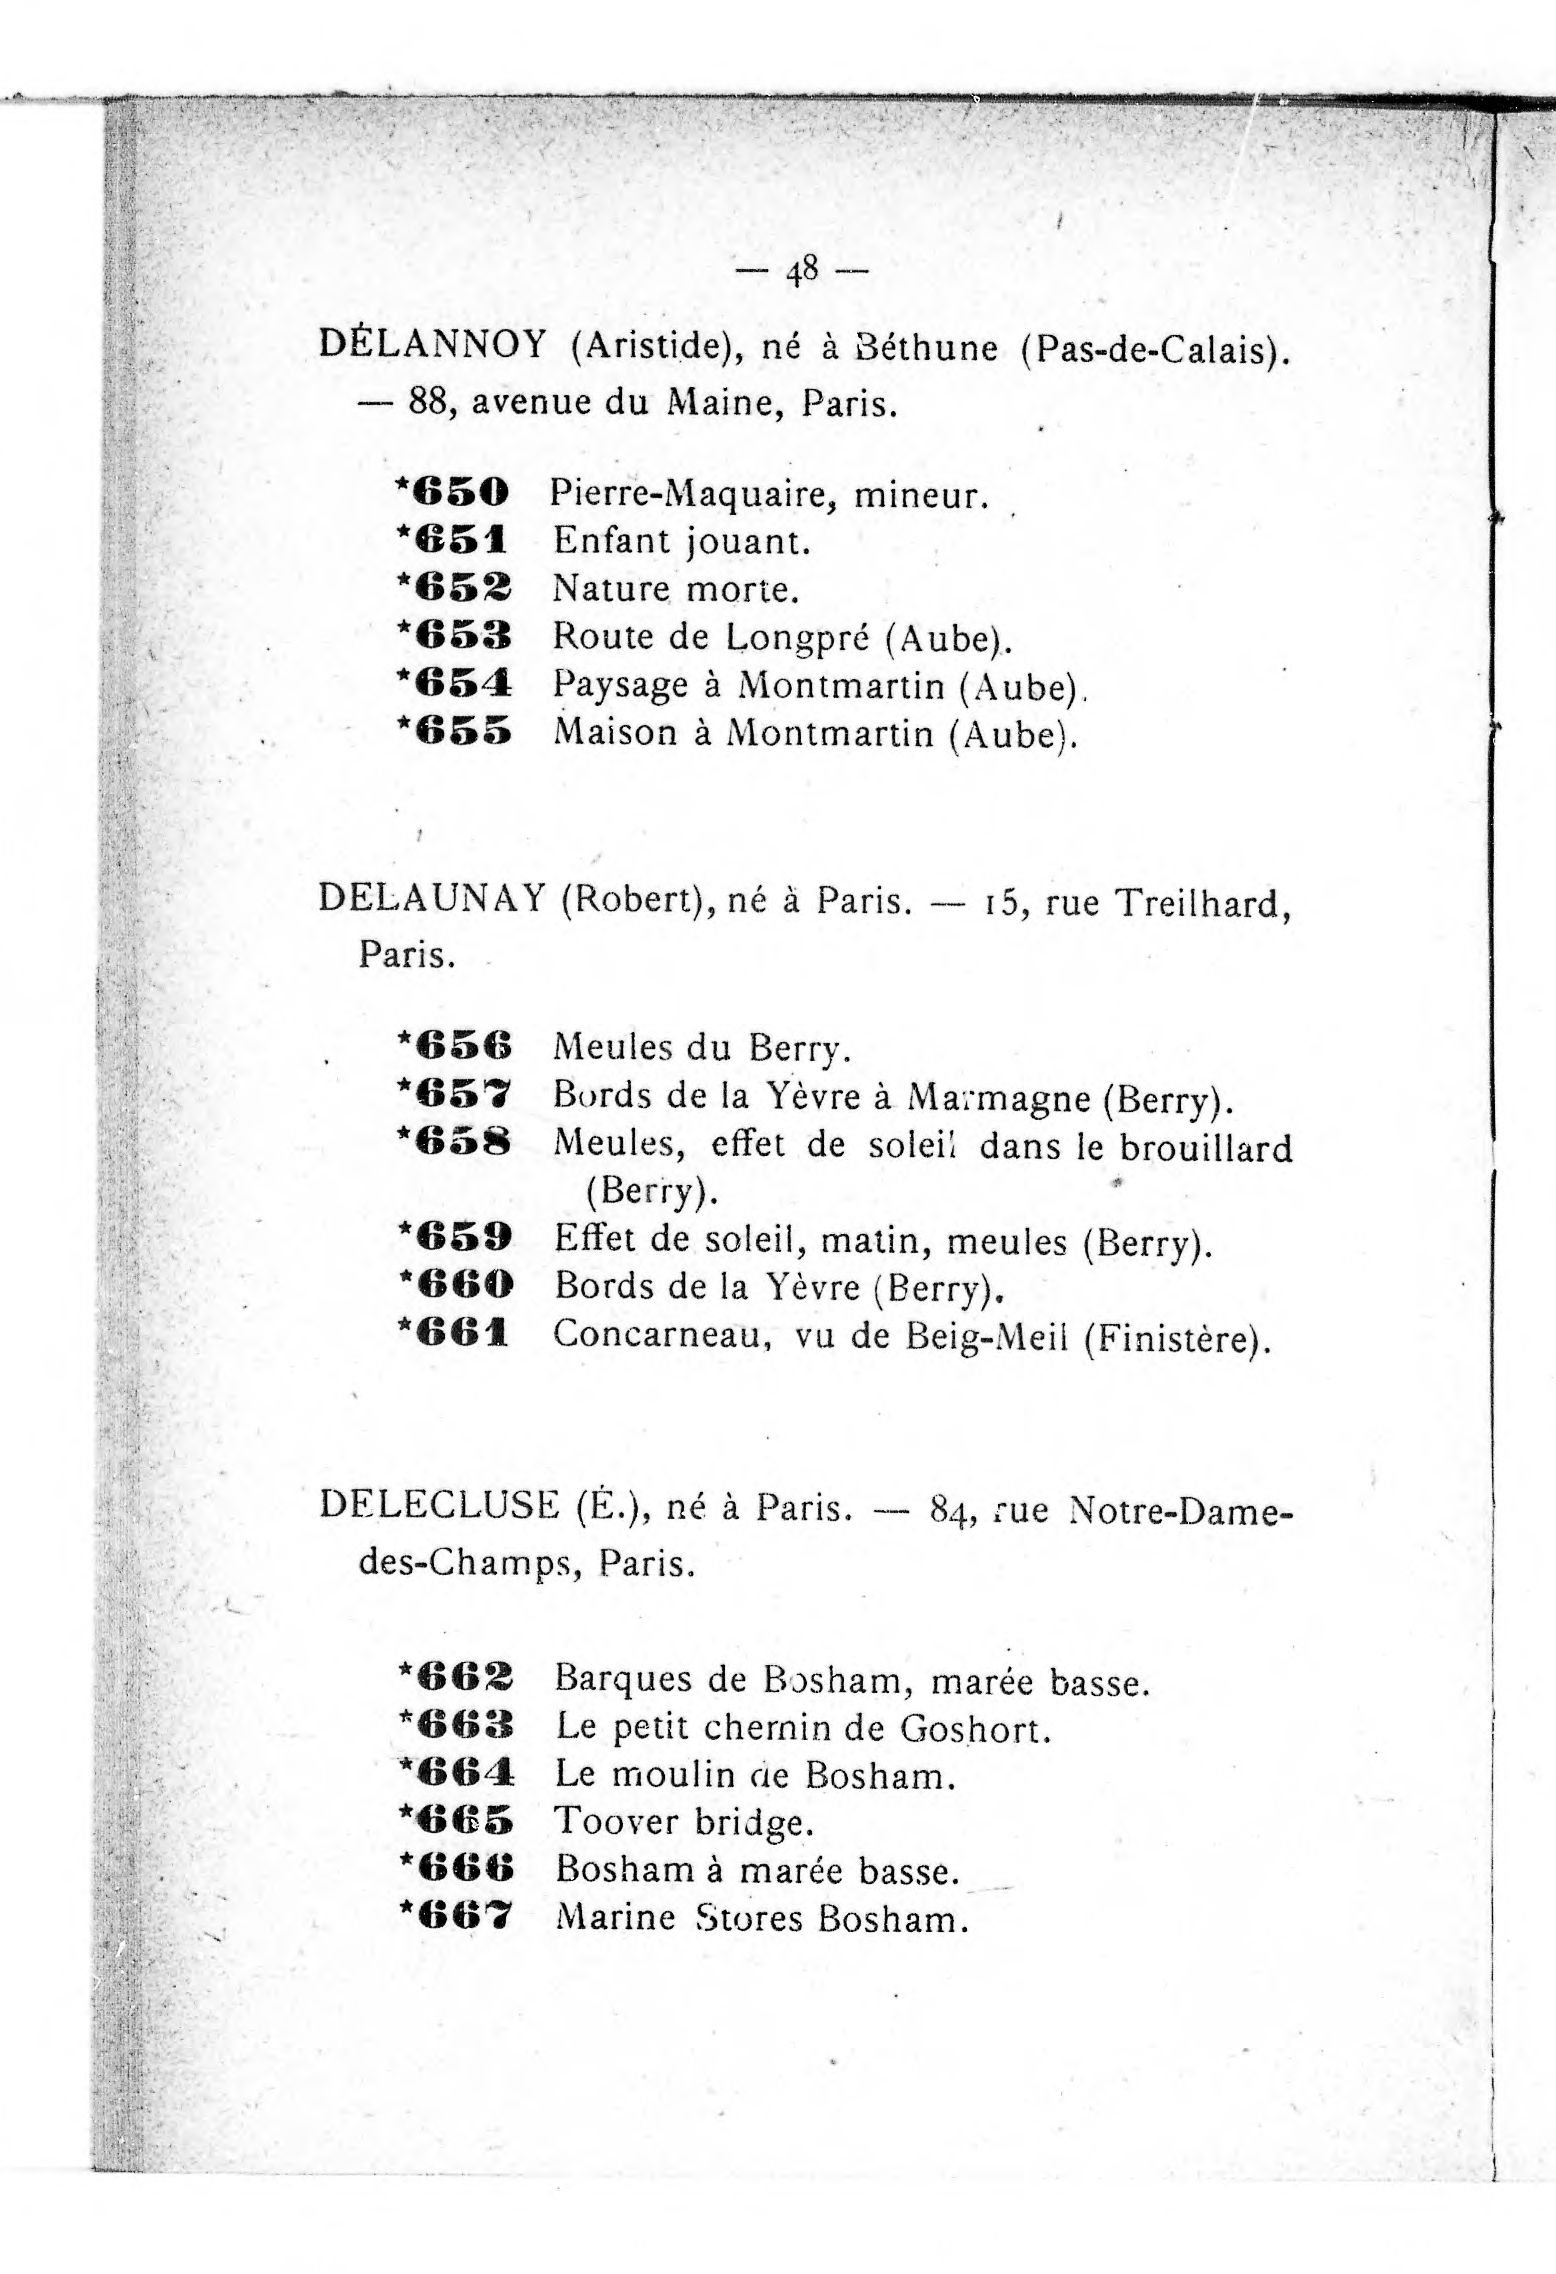 — 48 —
DÉLANNOY (Aristide), né à Béthune (Pas-de-Calais).
— 88, avenue du Maine, Paris.
*650 Pierre-Maquaire, mineur.
*651 Enfant jouant.
*652 Nature morte.
*653 Route de Longpré (Aube).
*654 Paysage à Montmartin (Aube).
*655 Maison à Montmartin (Aube).
DELAUNAY (Robert), né à Paris. — 15, rue Treilhard,
Paris.
*656 Meules du Berry.
*657 Bords de la Yèvre à Marmagne (Berry).
*658 Meules, effet de soleil dans le brouillard
(Berry).
*659 Effet de soleil, matin, meules (Berry).
*660 Bords de la Yèvre (Berry).
*661 Concarneau, vu de Beig-Meil (Finistère).
DELECLUSE (É.), né à Paris. — 84, rue Notre-Dame-
des-Champs, Paris.
*662 Barques de Bosham, marée basse.
*663 Le petit chemin de Goshort.
*664 Le moulin de Bosham.
*665 Toover bridge.
*666 Bosham à marée basse.
*667 Marine Stores Bosham.